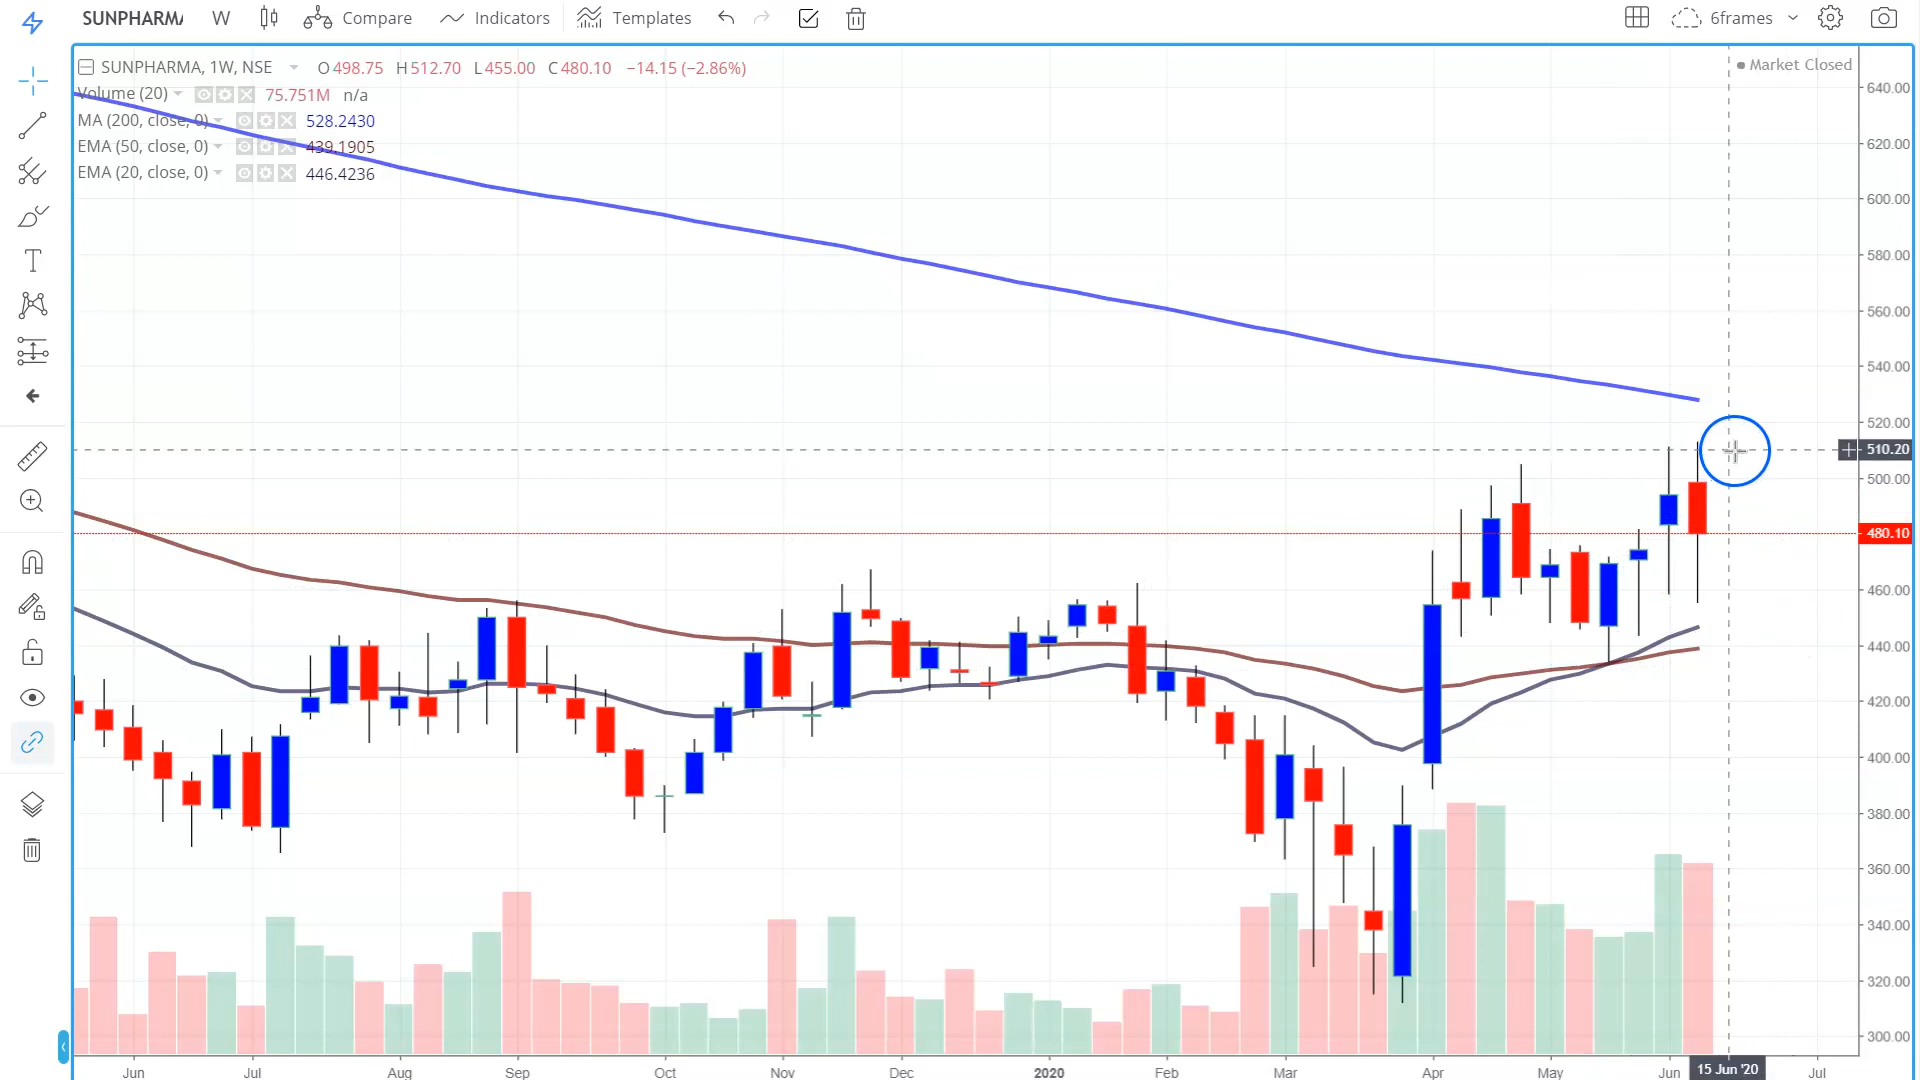 SUNPHARMA W Compare Indicators Templates 6frames
SUNPHARMA, 1W, NSE O498.75 H512.70 L455.00 C480.10 −14.15 (−2.86%)
Market Closed
Volume (20) 75.751M n/a
MA (200, close, 0) 528.2430
EMA (50, close, 0) 439.1905
EMA (20, close, 0) 446.4236
640.00
620.00
600.00
580.00
560.00
540.00
520.00
510.20
500.00
480.10
460.00
440.00
420.00
400.00
380.00
360.00
340.00
320.00
300.00
Jun Jul Aug Sep Oct Nov Dec 2020 Feb Mar Apr May Jun 15 Jun '20 Jul